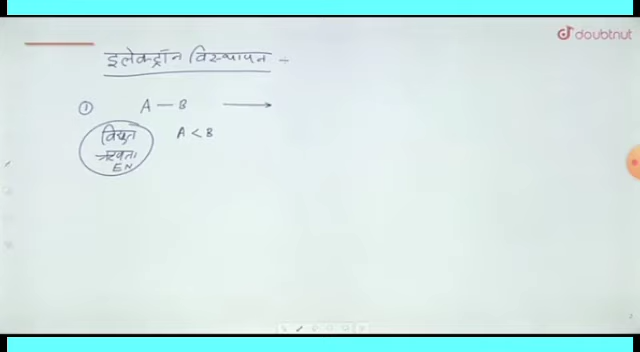 doubtnut
इलेक्ट्रॉन विस्थापन ÷
① A — B ⟶
विद्युत A < B
ऋणता
EN